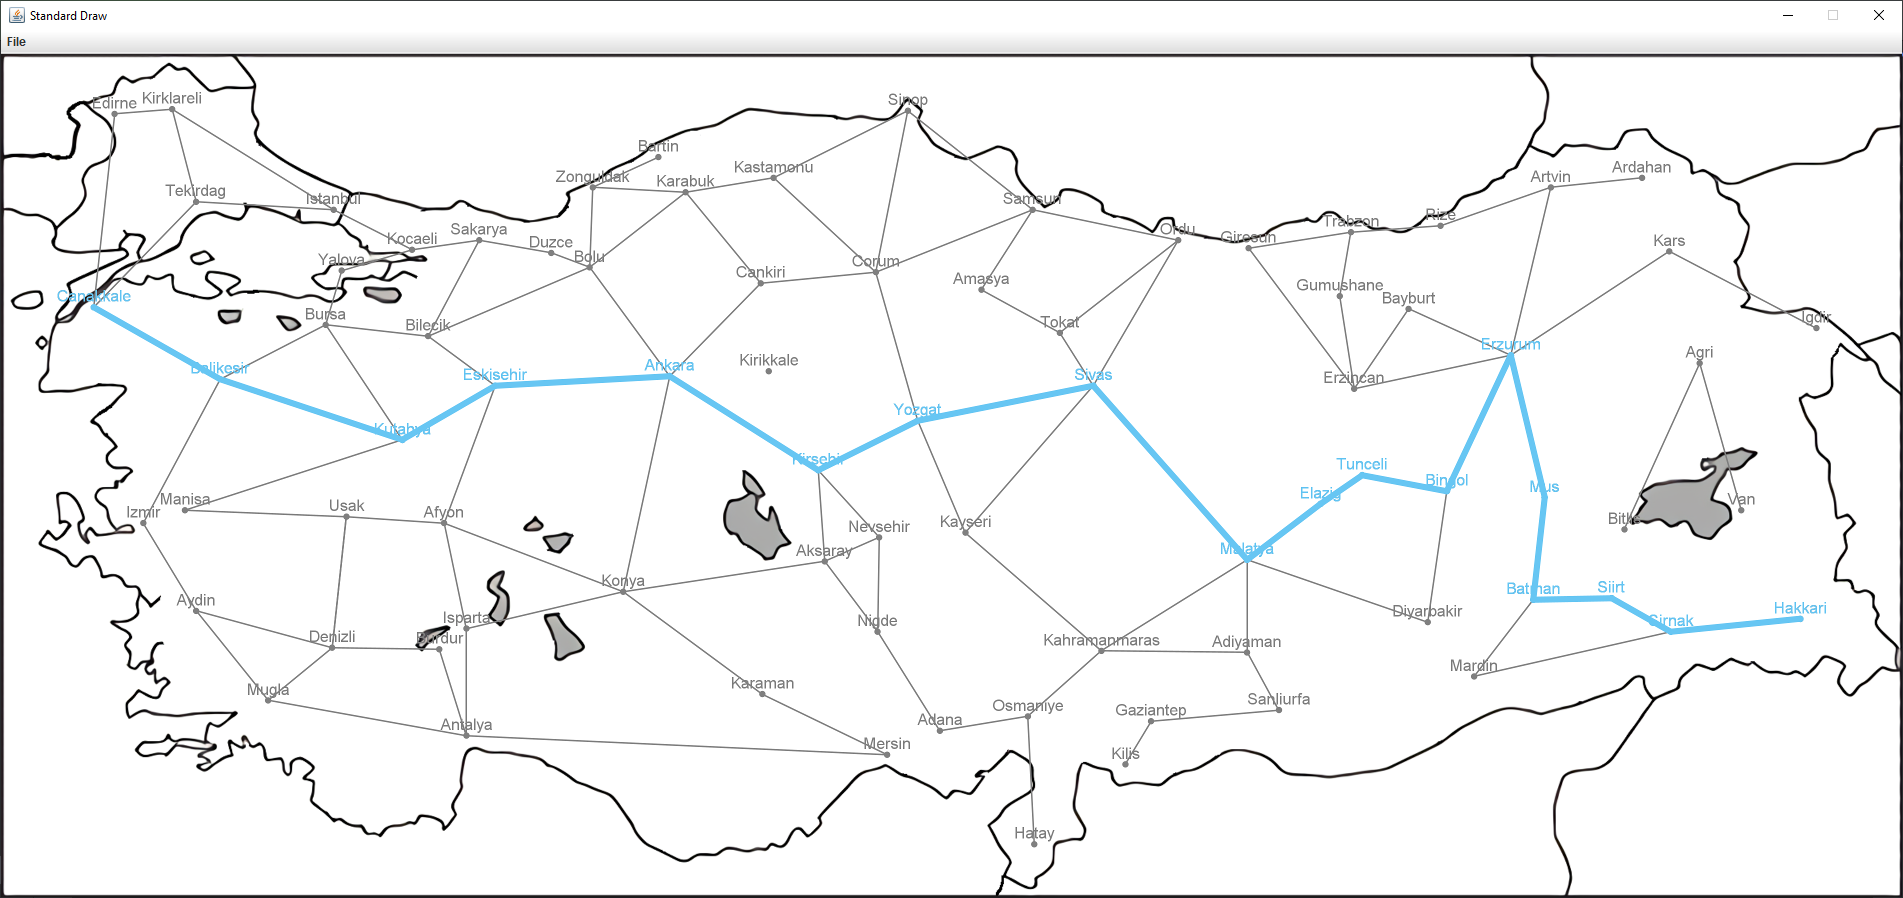 Standard Draw
File
Edirne
Kirklareli
Sinop
Bartin
Kastamonu
Ardahan
Zonguldak
Karabuk
Artvin
Tekirdag
Istanbul
Samsun
Rize
Trabzon
Sakarya
Ordu
Kocaeli
Duzce
Giresun
Kars
Bolu
Yalova
Corum
Cankiri
Amasya
Gumushane
Canakkale
Bayburt
Bursa
Igdir
Bilecik
Tokat
Erzurum
Agri
Kirikkale
Ankara
Balikesir
Eskisehir
Sivas
Erzincan
Yozgat
Kutahya
Kirsehir
Tunceli
Bingol
Mus
Elazig
Manisa
Van
Usak
Izmir
Afyon
Bitlis
Kayseri
Nevsehir
Malatya
Aksaray
Konya
Batman
Siirt
Aydin
Hakkari
Diyarbakir
Isparta
Nigde
Sirnak
Denizli
Burdur
Kahramanmaras
Adiyaman
Mardin
Karaman
Mugla
Sanliurfa
Osmaniye
Gaziantep
Adana
Antalya
Mersin
Kilis
Hatay